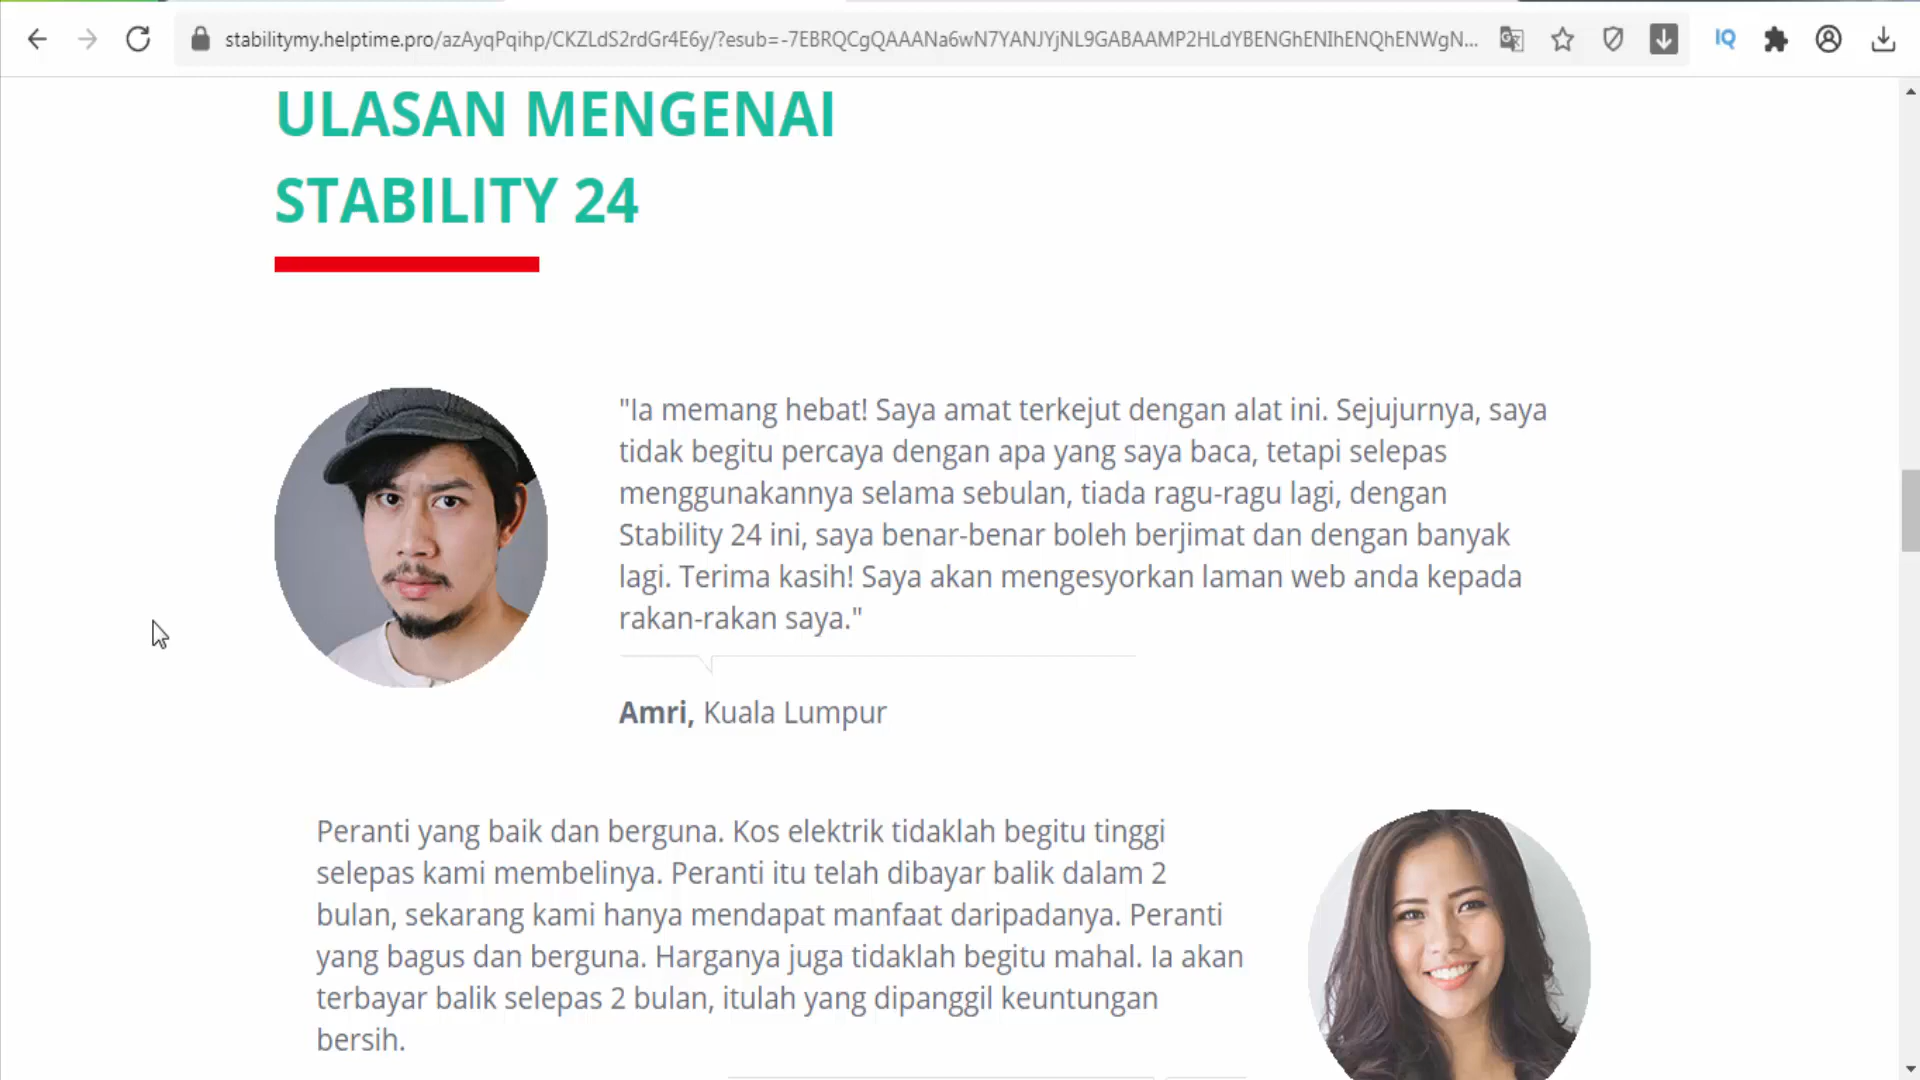 stabilitymy.helptime.pro/azAyqPqihp/CKZLdS2rdGr4E6y/?esub=-7EBRQCgQAAANa6wN7YANJYjNL9GABAAMP2HLdYBENGhENIhENQhENWgN...
IQ
ULASAN MENGENAI
STABILITY 24
"Ia memang hebat! Saya amat terkejut dengan alat ini. Sejujurnya, saya
tidak begitu percaya dengan apa yang saya baca, tetapi selepas
menggunakannya selama sebulan, tiada ragu-ragu lagi, dengan
Stability 24 ini, saya benar-benar boleh berjimat dan dengan banyak
lagi. Terima kasih! Saya akan mengesyorkan laman web anda kepada
rakan-rakan saya."
Amri, Kuala Lumpur
Peranti yang baik dan berguna. Kos elektrik tidaklah begitu tinggi
selepas kami membelinya. Peranti itu telah dibayar balik dalam 2
bulan, sekarang kami hanya mendapat manfaat daripadanya. Peranti
yang bagus dan berguna. Harganya juga tidaklah begitu mahal. Ia akan
terbayar balik selepas 2 bulan, itulah yang dipanggil keuntungan
bersih.